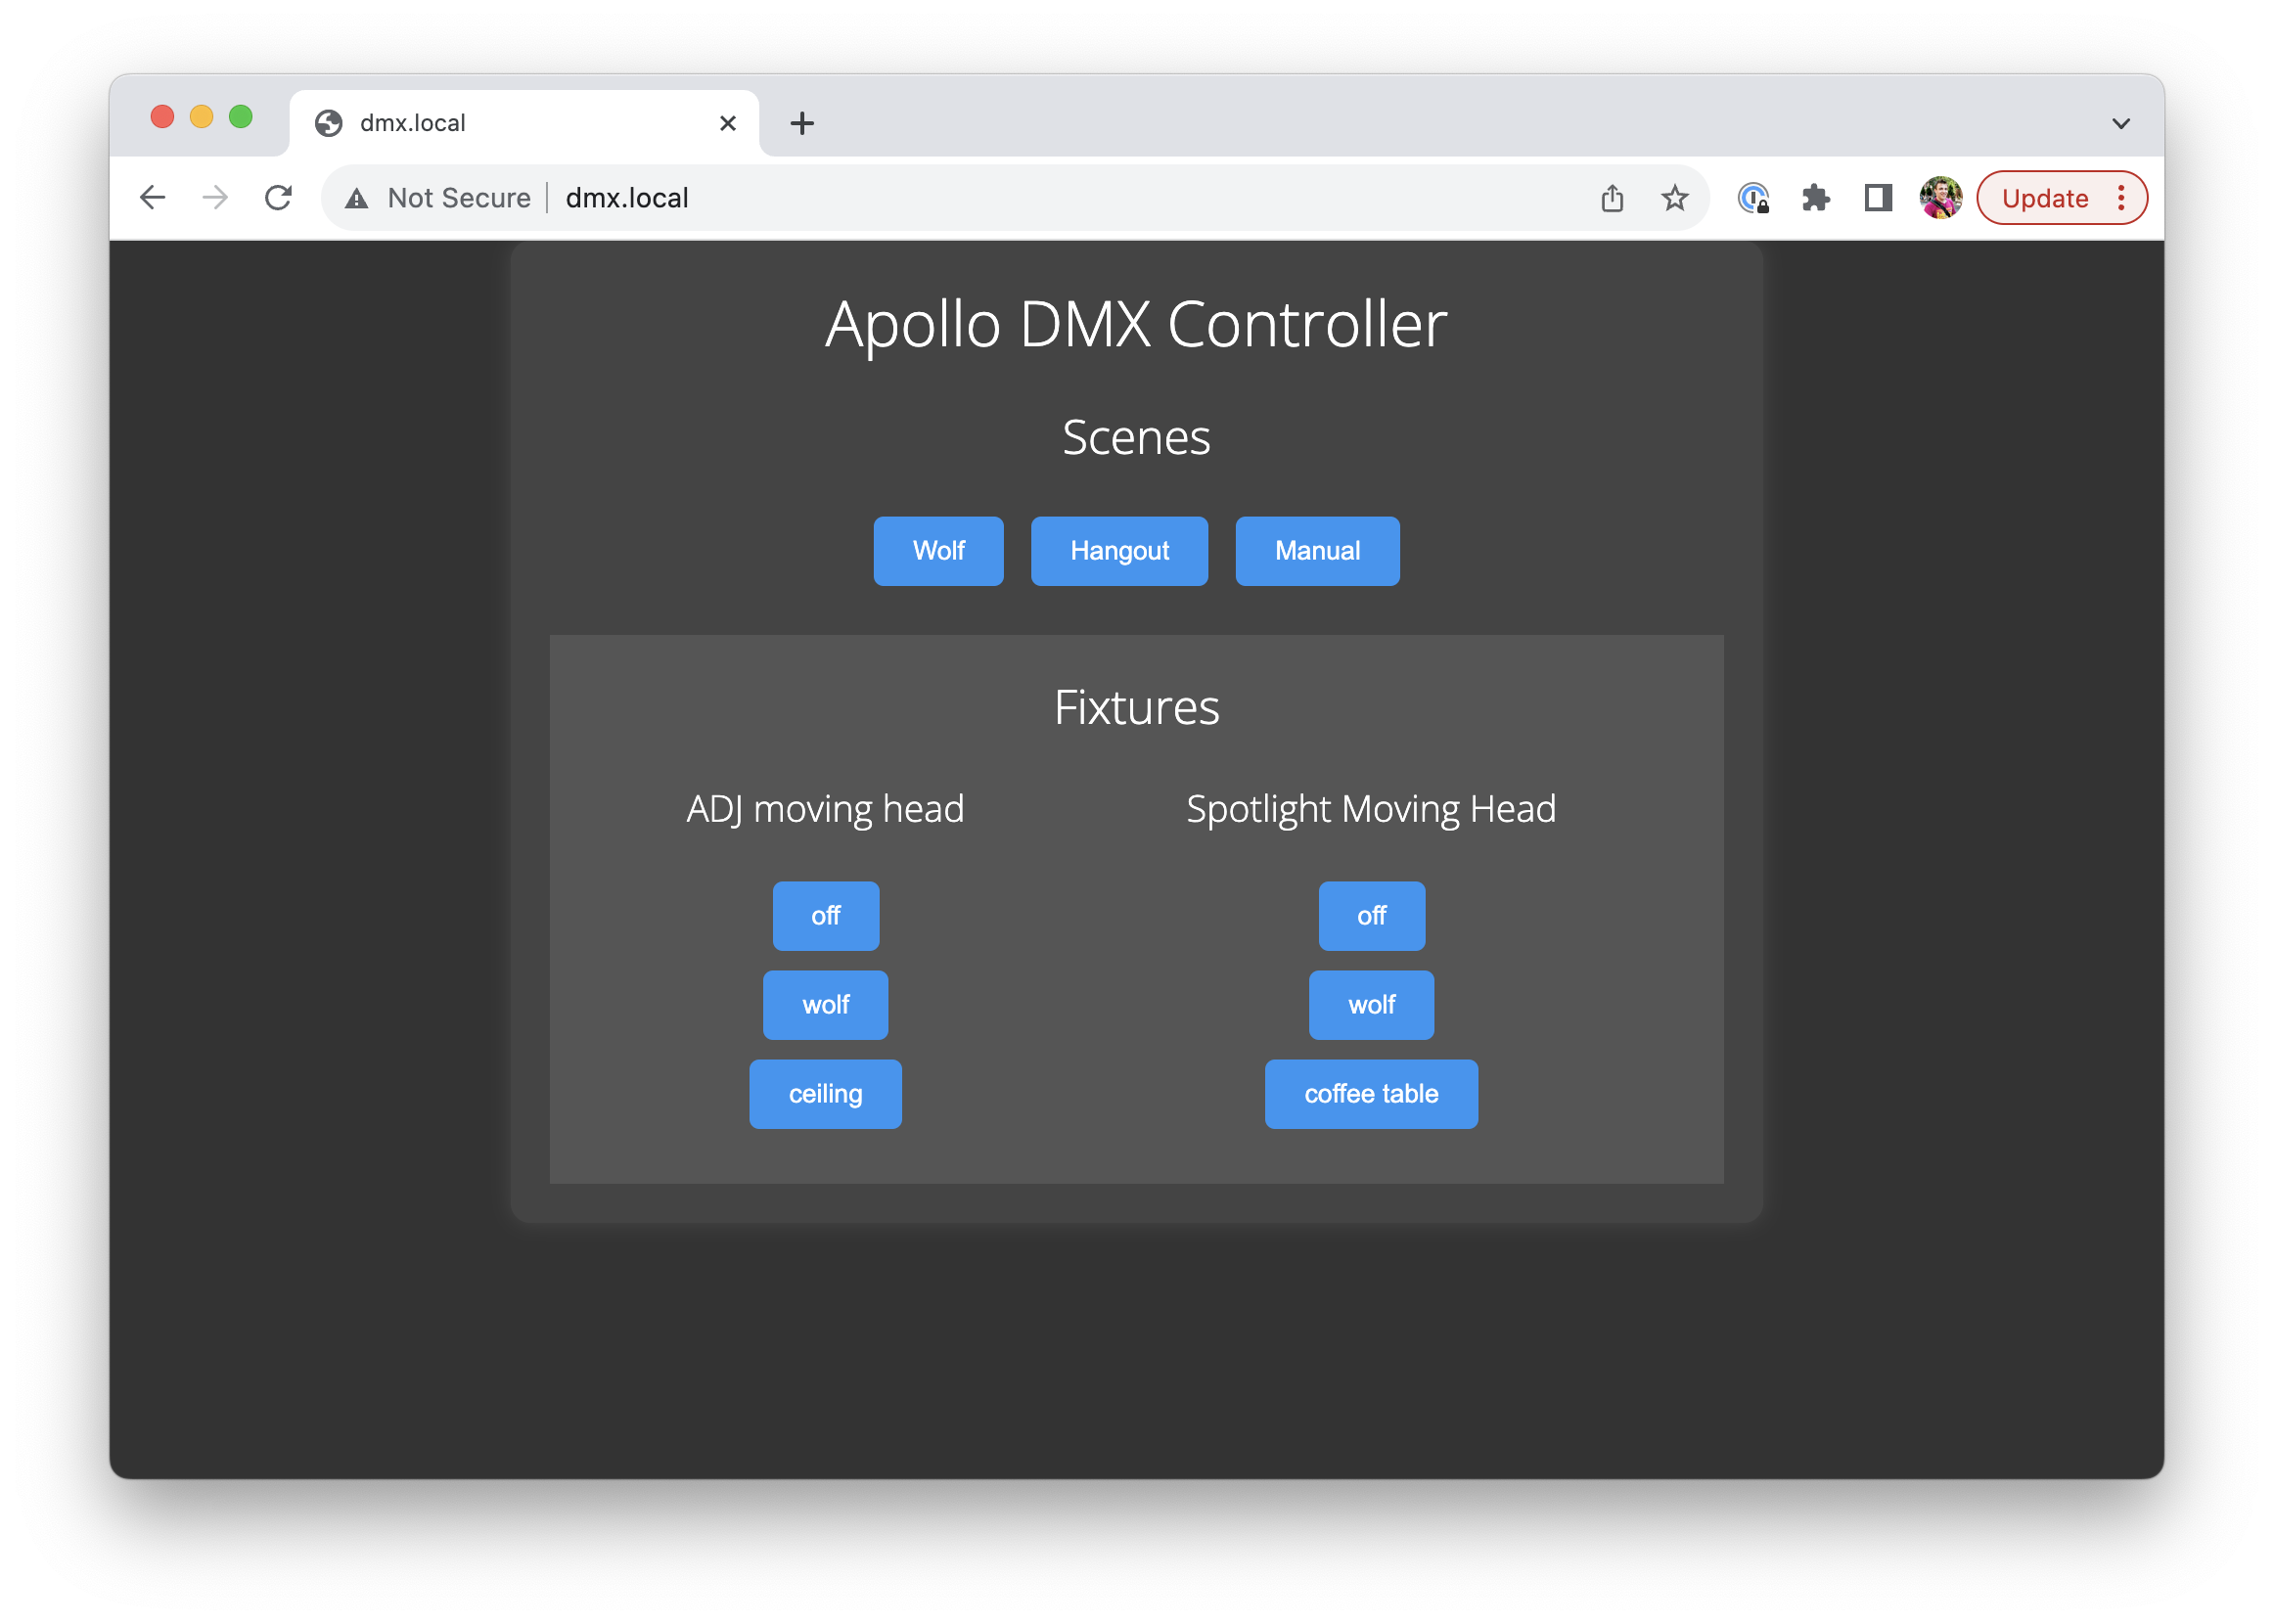 dmx.local
Not Secure dmx.local Update
Apollo DMX Controller
Scenes
Wolf Hangout Manual
Fixtures
ADJ moving head Spotlight Moving Head
off off
wolf wolf
ceiling coffee table